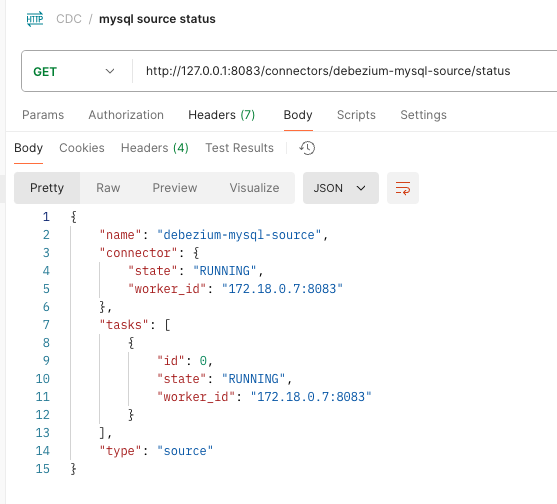 HTTP CDC / mysql source status
GET http://127.0.0.1:8083/connectors/debezium-mysql-source/status
Params Authorization Headers (7) Body Scripts Settings
Body Cookies Headers (4) Test Results
Pretty Raw Preview Visualize JSON
1 {
2 "name": "debezium-mysql-source",
3 "connector": {
4 "state": "RUNNING",
5 "worker_id": "172.18.0.7:8083"
6 },
7 "tasks": [
8 {
9 "id": 0,
10 "state": "RUNNING",
11 "worker_id": "172.18.0.7:8083"
12 }
13 ],
14 "type": "source"
15 }